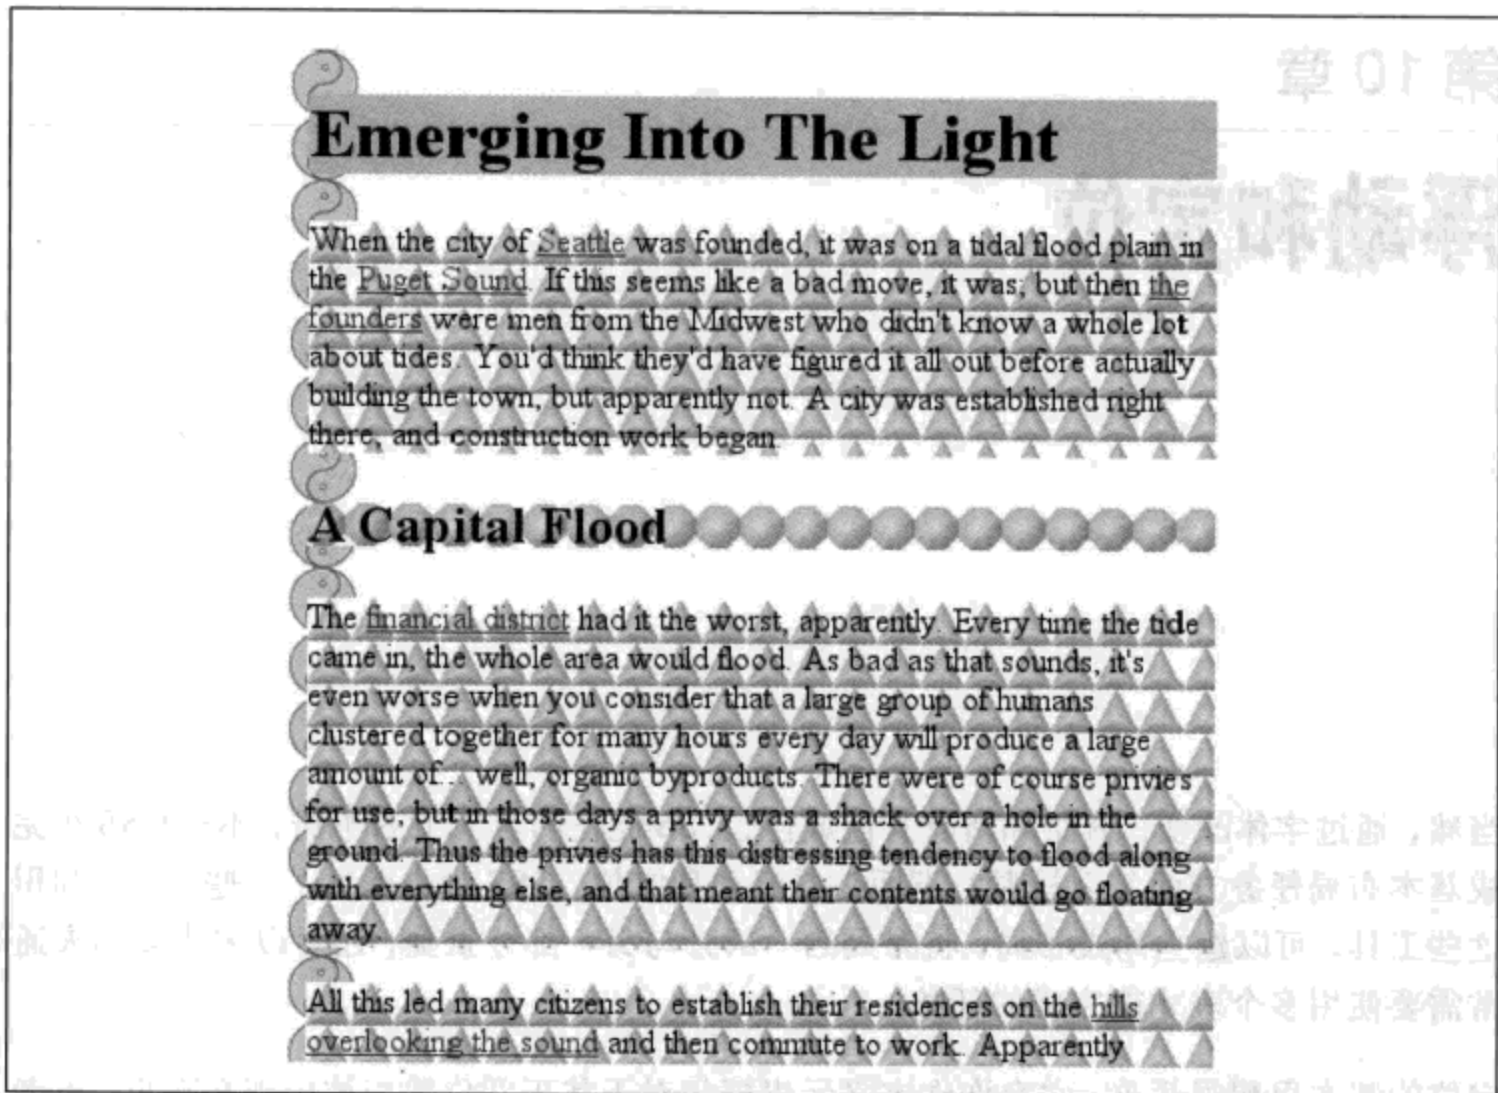 Emerging Into The Light
When the city of Seattle was founded, it was on a tidal flood plain in
the Puget Sound. If this seems like a bad move, it was; but then the
founders were men from the Midwest who didn't know a whole lot
about tides. You'd think they'd have figured it all out before actually
building the town, but apparently not. A city was established right
there, and construction work began.
A Capital Flood
The financial district had it the worst, apparently. Every time the tide
came in, the whole area would flood. As bad as that sounds, it's
even worse when you consider that a large group of humans
clustered together for many hours every day will produce a large
amount of... well, organic byproducts. There were of course privies
for use, but in those days a privy was a shack over a hole in the
ground. Thus the privies has this distressing tendency to flood along
with everything else, and that meant their contents would go floating
away.
All this led many citizens to establish their residences on the hills
overlooking the sound and then commute to work. Apparently